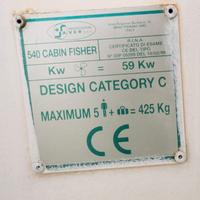 SAVER
540 CABIN FISHER
R.I.N.A.
CERTIFICATO DI ESAME
CE DEL TIPO
Kw = 59 Kw
DESIGN CATEGORY C
MAXIMUM 5 + = 425 Kg
CE